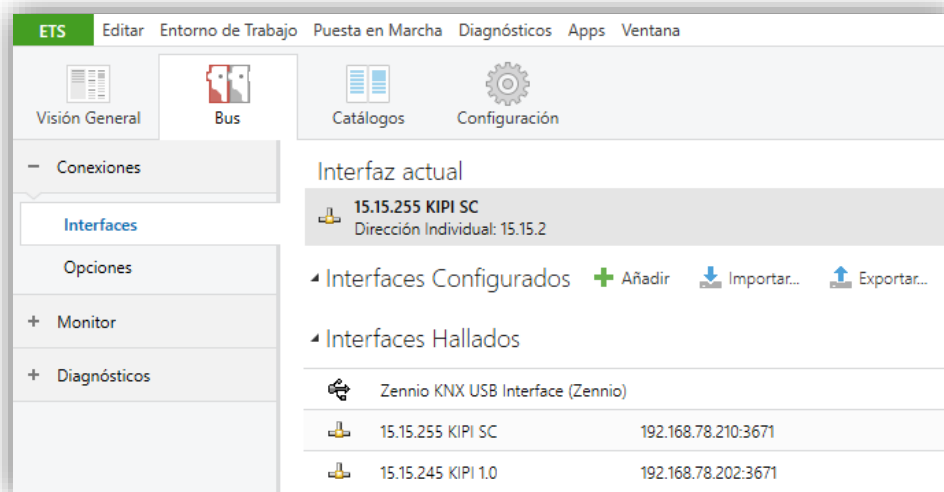 ETS Editar Entorno de Trabajo Puesta en Marcha Diagnósticos Apps Ventana
Visión General Bus Catálogos Configuración
Conexiones
Interfaces
Opciones
Monitor
Diagnósticos
Interfaz actual
15.15.255 KIPI SC
Dirección Individual: 15.15.2
Interfaces Configurados Añadir Importar... Exportar...
Interfaces Hallados
Zennio KNX USB Interface (Zennio)
15.15.255 KIPI SC 192.168.78.210:3671
15.15.245 KIPI 1.0 192.168.78.202:3671